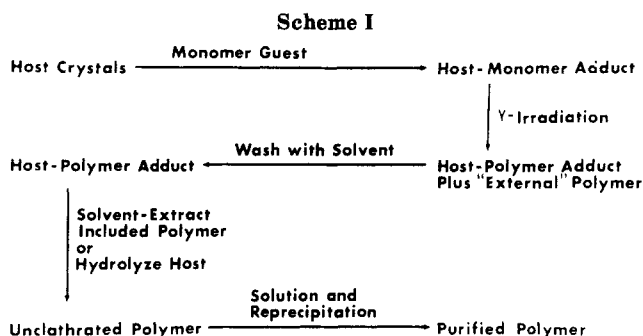 Scheme I
Monomer Guest
Host Crystals
Host-Monomer Adduct
γ-Irradiation
Wash with Solvent
Host-Polymer Adduct
Host-Polymer Adduct
Plus "External" Polymer
Solvent-Extract
Included Polymer
or
Hydrolyze Host
Solution and
Reprecipitation
Unclathrated Polymer
Purified Polymer